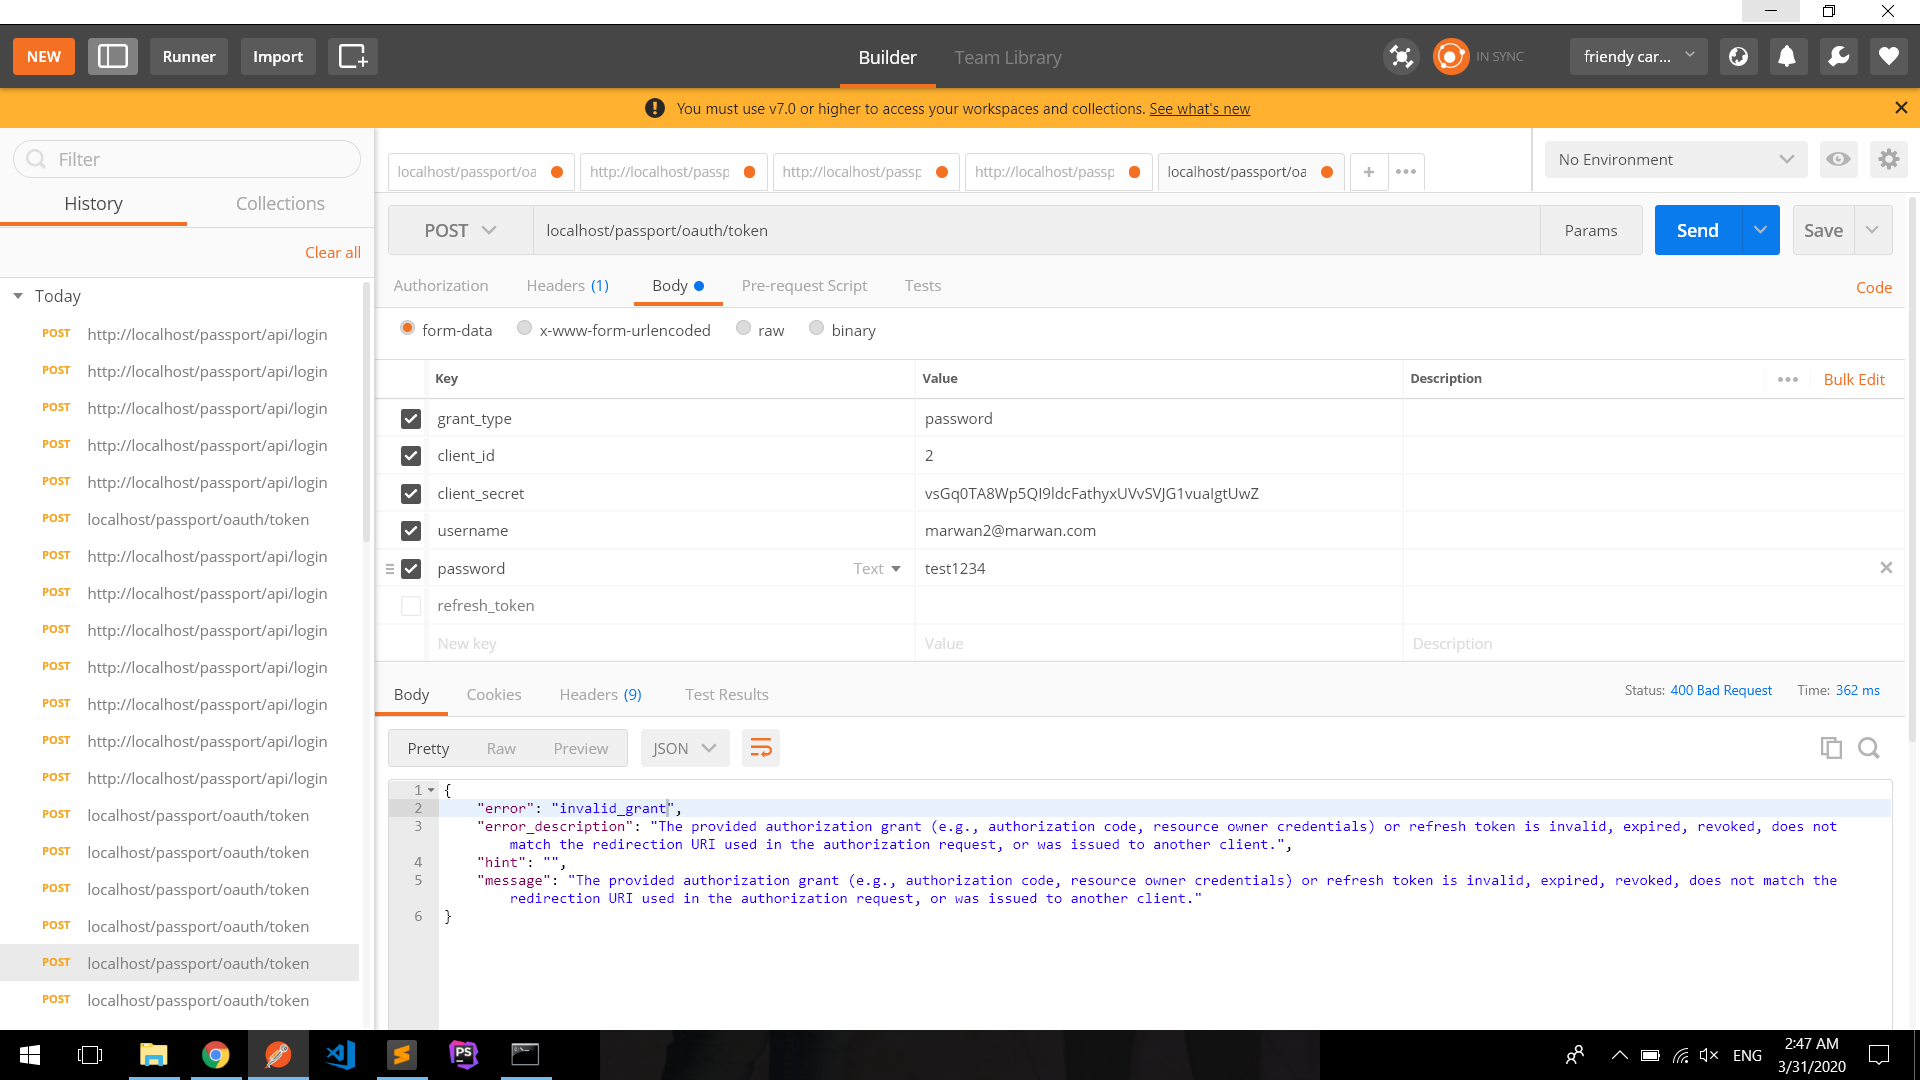 NEW
Runner
Import
Builder
Team Library
IN SYNC
friendy car...
You must use v7.0 or higher to access your workspaces and collections. See what's new
Filter
History
Collections
Clear all
Today
POST http://localhost/passport/api/login
POST http://localhost/passport/api/login
POST http://localhost/passport/api/login
POST http://localhost/passport/api/login
POST http://localhost/passport/api/login
POST localhost/passport/oauth/token
POST http://localhost/passport/api/login
POST http://localhost/passport/api/login
POST http://localhost/passport/api/login
POST http://localhost/passport/api/login
POST http://localhost/passport/api/login
POST http://localhost/passport/api/login
POST http://localhost/passport/api/login
POST localhost/passport/oauth/token
POST localhost/passport/oauth/token
POST localhost/passport/oauth/token
POST localhost/passport/oauth/token
POST localhost/passport/oauth/token
POST localhost/passport/oauth/token
localhost/passport/oa
http://localhost/passp
http://localhost/passp
http://localhost/passp
localhost/passport/oa
No Environment
POST
localhost/passport/oauth/token
Params
Send
Save
Authorization
Headers (1)
Body
Pre-request Script
Tests
Code
form-data
x-www-form-urlencoded
raw
binary
Key Value Description Bulk Edit
grant_type password
client_id 2
client_secret vsGq0TA8Wp5QI9ldcFathyxUVvSVJG1vuaIgtUwZ
username marwan2@marwan.com
password Text test1234
refresh_token
New key Value Description
Body
Cookies
Headers (9)
Test Results
Status: 400 Bad Request
Time: 362 ms
Pretty
Raw
Preview
JSON
1 {
2 "error": "invalid_grant",
3 "error_description": "The provided authorization grant (e.g., authorization code, resource owner credentials) or refresh token is invalid, expired, revoked, does not
match the redirection URI used in the authorization request, or was issued to another client.",
4 "hint": "",
5 "message": "The provided authorization grant (e.g., authorization code, resource owner credentials) or refresh token is invalid, expired, revoked, does not match the
redirection URI used in the authorization request, or was issued to another client."
6 }
PS
ENG
2:47 AM
3/31/2020